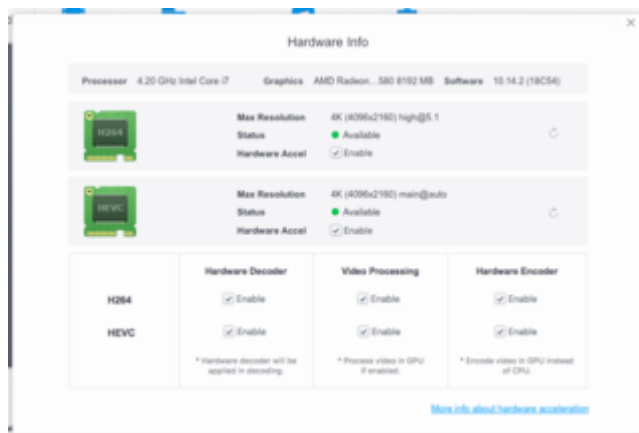 Hardware Info
Processor 4.20 GHz Intel Core i7 Graphics AMD Radeon...580 8192 MB Software 10.14.2 (18C54)
H264
Max Resolution 4K (4096x2160) high@5.1
Status Available
Hardware Accel Enable
HEVC
Max Resolution 4K (4096x2160) main@auto
Status Available
Hardware Accel Enable
Hardware Decoder Video Processing Hardware Encoder
H264 Enable Enable Enable
HEVC Enable Enable Enable
* Hardware decoder will be * Process video in GPU * Encode video in GPU instead
applied in decoding. if enabled. of CPU.
More info about hardware acceleration